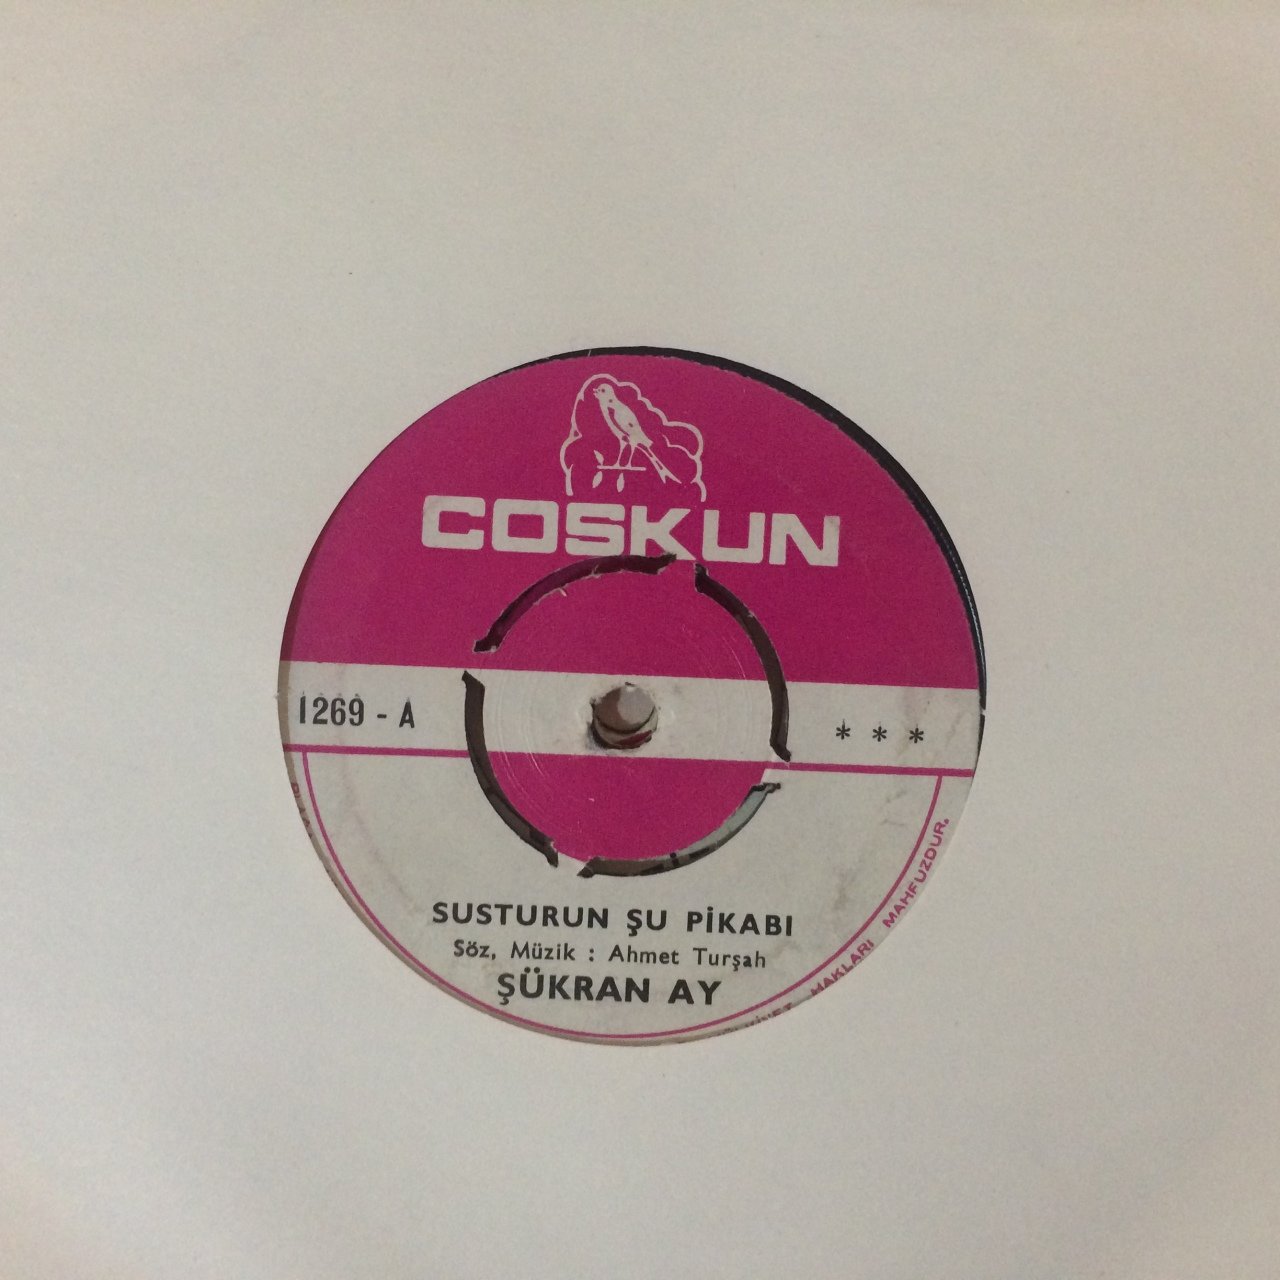 COSKUN
1269 - A
* * *
SUSTURUN ŞU PİKABI
Söz, Müzik : Ahmet Turşah
ŞÜKRAN AY
HAKLARI MAHFUZDUR.